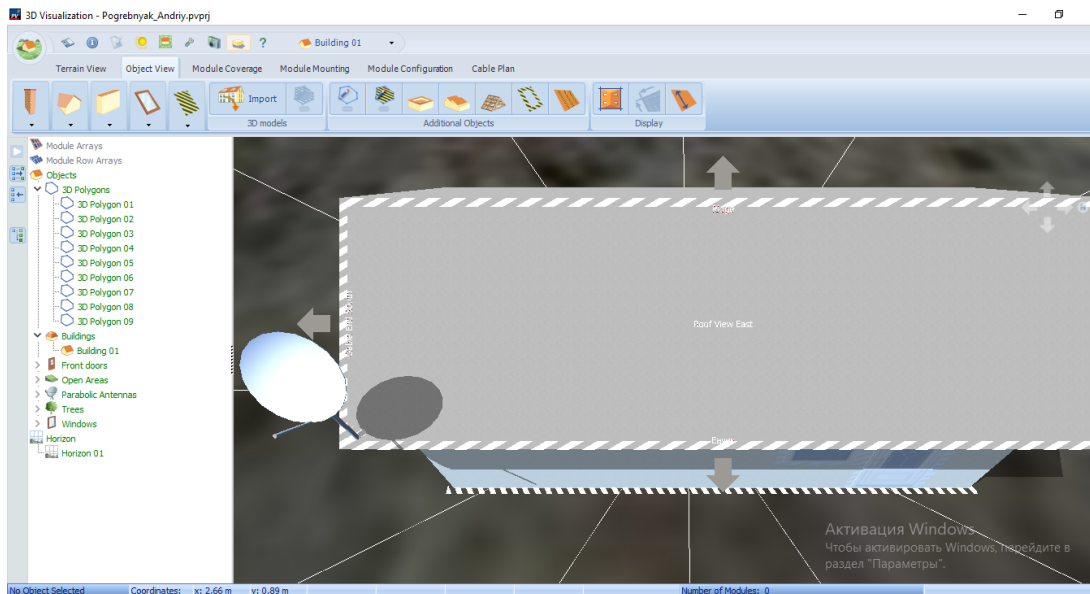 3D Visualization - Pogrebnyak_Andriy.pvprj
? Building 01
Terrain View Object View Module Coverage Module Mounting Module Configuration Cable Plan
Import
3D models Additional Objects Display
Module Arrays
Module Row Arrays
Objects
3D Polygons
3D Polygon 01
3D Polygon 02
3D Polygon 03
3D Polygon 04
3D Polygon 05
3D Polygon 06
3D Polygon 07
3D Polygon 08
3D Polygon 09
Buildings
Building 01
Front doors
Open Areas
Parabolic Antennas
Trees
Windows
Horizon
Horizon 01
Roof View East
Активация Windows
Чтобы активировать Windows, перейдите в
раздел "Параметры".
No Object Selected Coordinates: x: 2.66 m y: 0.89 m Number of Modules: 0